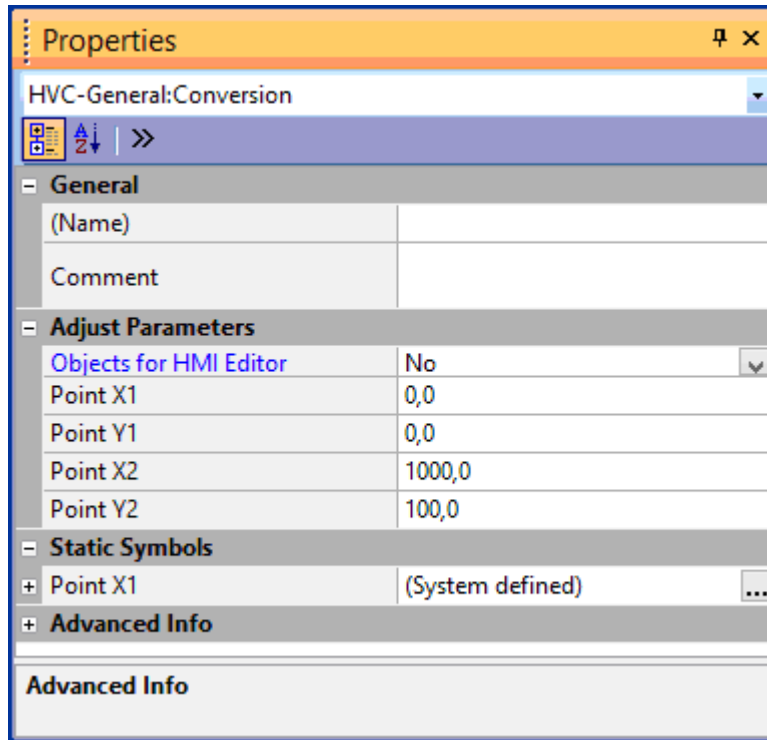 Properties
HVC-General:Conversion
General
(Name)
Comment
Adjust Parameters
Objects for HMI Editor No
Point X1 0,0
Point Y1 0,0
Point X2 1000,0
Point Y2 100,0
Static Symbols
Point X1 (System defined) ...
Advanced Info
Advanced Info